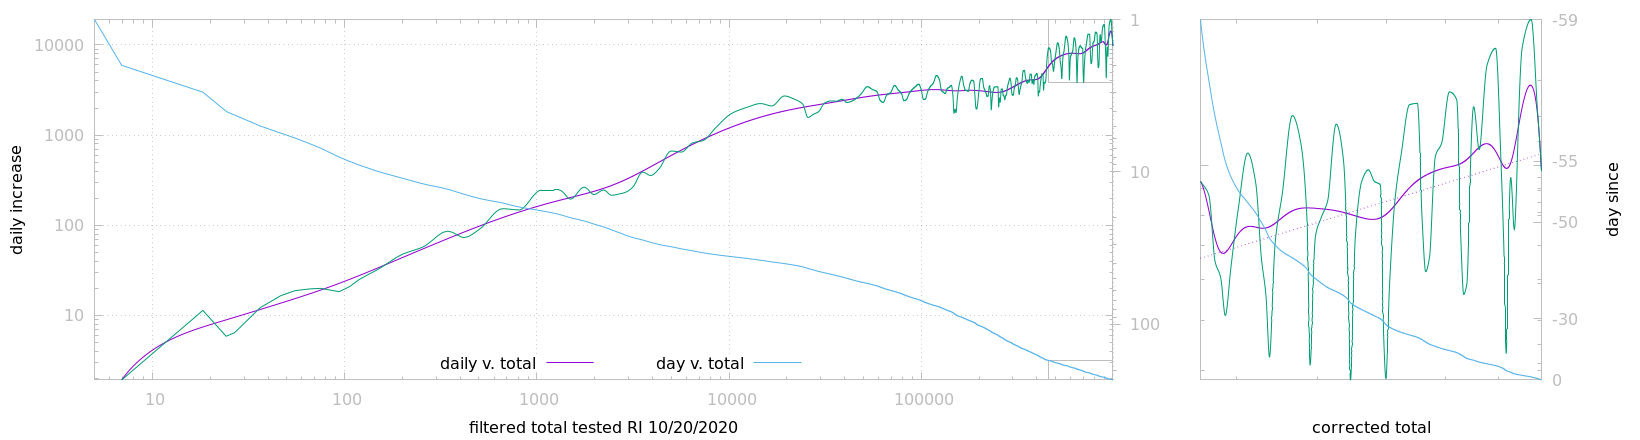 daily increase
10000
1000
100
10
10
100
1000
10000
100000
filtered total tested RI 10/20/2020
daily v. total
day v. total
1
10
100
corrected total
-59
-55
-50
-30
0
day since